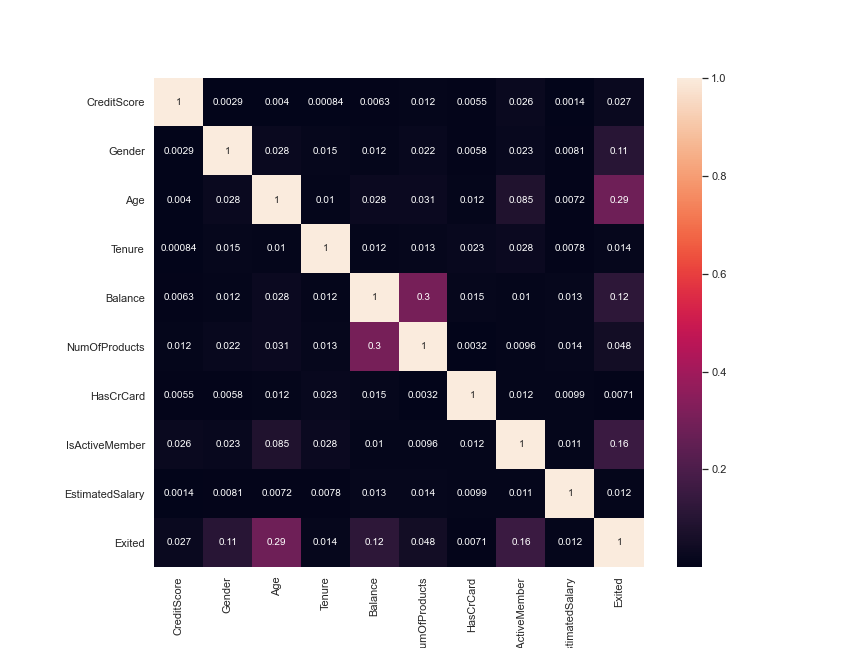 CreditScore 1 0.0029 0.004 0.00084 0.0063 0.012 0.0055 0.026 0.0014 0.027
Gender 0.0029 1 0.028 0.015 0.012 0.022 0.0058 0.023 0.0081 0.11
Age 0.004 0.028 1 0.01 0.028 0.031 0.012 0.085 0.0072 0.29
Tenure 0.00084 0.015 0.01 1 0.012 0.013 0.023 0.028 0.0078 0.014
Balance 0.0063 0.012 0.028 0.012 1 0.3 0.015 0.01 0.013 0.12
NumOfProducts 0.012 0.022 0.031 0.013 0.3 1 0.0032 0.0096 0.014 0.048
HasCrCard 0.0055 0.0058 0.012 0.023 0.015 0.0032 1 0.012 0.0099 0.0071
IsActiveMember 0.026 0.023 0.085 0.028 0.01 0.0096 0.012 1 0.011 0.16
EstimatedSalary 0.0014 0.0081 0.0072 0.0078 0.013 0.014 0.0099 0.011 1 0.012
Exited 0.027 0.11 0.29 0.014 0.12 0.048 0.0071 0.16 0.012 1
CreditScore
Gender
Age
Tenure
Balance
umOfProducts
HasCrCard
ActiveMember
stimatedSalary
Exited
1.0
0.8
0.6
0.4
0.2